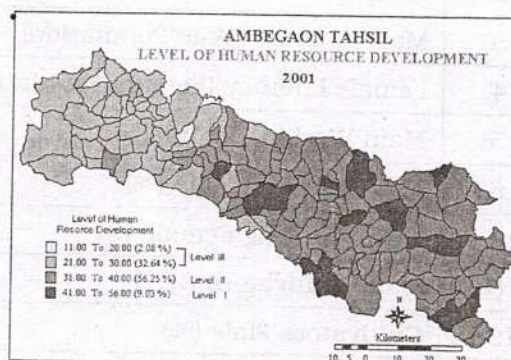 AMBEGAON TAHSIL
LEVEL OF HUMAN RESOURCE DEVELOPMENT
2001
Level of Human
Resorce Development
11.00 To 20.00 (2.08 %)
21.00 To 30.00 (32.64 %) Level III
31.00 To 40.00 (56.25 %) Level II
41.00 To 56.00 (9.03 %) Level I
N
Kilometers
10 5 0 10 20 30